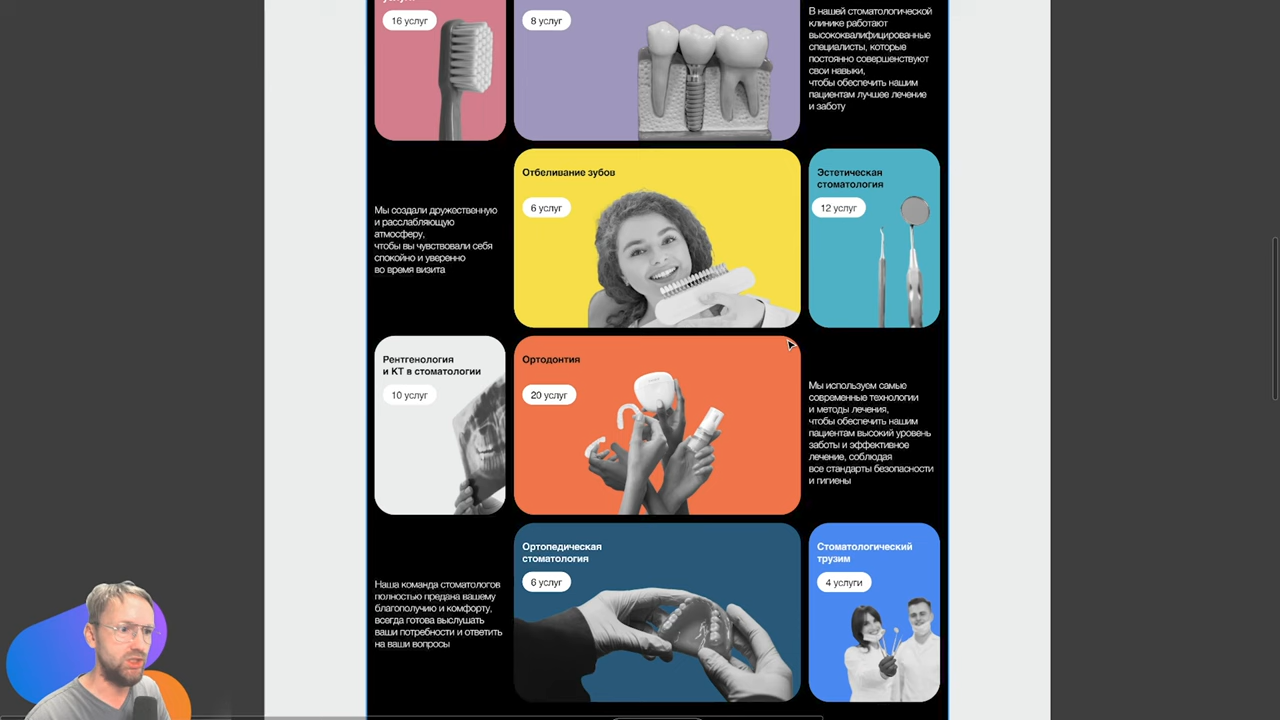 услуги
16 услуг
8 услуг
В нашей стоматологической
клинике работают
высококвалифицированные
специалисты, которые
постоянно совершенствуют
свои навыки,
чтобы обеспечить нашим
пациентам лучшее лечение
и заботу
Мы создали дружественную
и расслабляющую
атмосферу,
чтобы вы чувствовали себя
спокойно и уверенно
во время визита
Отбеливание зубов
6 услуг
Эстетическая
стоматология
12 услуг
Рентгенология
и КТ в стоматологии
10 услуг
Ортодонтия
20 услуг
Мы используем самые
современные технологии
и методы лечения,
чтобы обеспечить нашим
пациентам высокий уровень
заботы и эффективное
лечение, соблюдая
все стандарты безопасности
и гигиены
Наша команда стоматологов
полностью предана вашему
благополучию и комфорту,
всегда готова выслушать
ваши потребности и ответить
на ваши вопросы
Ортопедическая
стоматология
6 услуг
Стоматологический
трузим
4 услуги